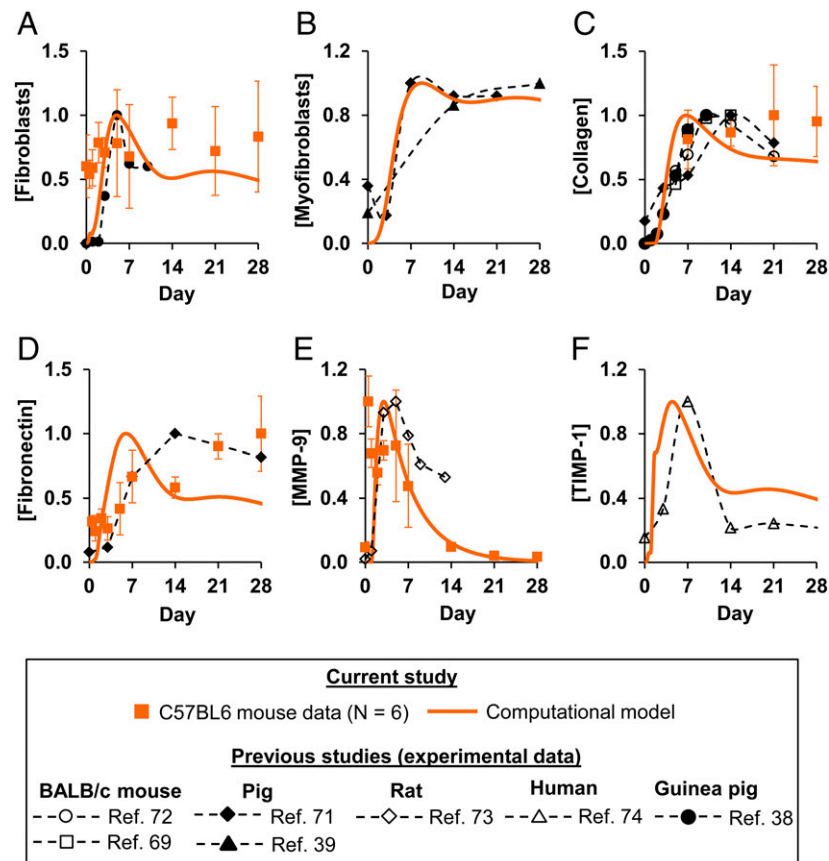 A
B
C
[Fibroblasts]
1.5
1.0
0.5
0.0
0 7 14 21 28
Day
[Myofibroblasts]
1.2
0.8
0.4
0.0
0 7 14 21 28
Day
[Collagen]
1.5
1.0
0.5
0.0
0 7 14 21 28
Day
D
E
F
[Fibronectin]
1.5
1.0
0.5
0.0
0 7 14 21 28
Day
[MMP-9]
1.2
0.8
0.4
0.0
0 7 14 21 28
Day
[TIMP-1]
1.2
0.8
0.4
0.0
0 7 14 21 28
Day
Current study
C57BL6 mouse data (N = 6) Computational model
Previous studies (experimental data)
BALB/c mouse Pig Rat Human Guinea pig
Ref. 72 Ref. 71 Ref. 73 Ref. 74 Ref. 38
Ref. 69 Ref. 39